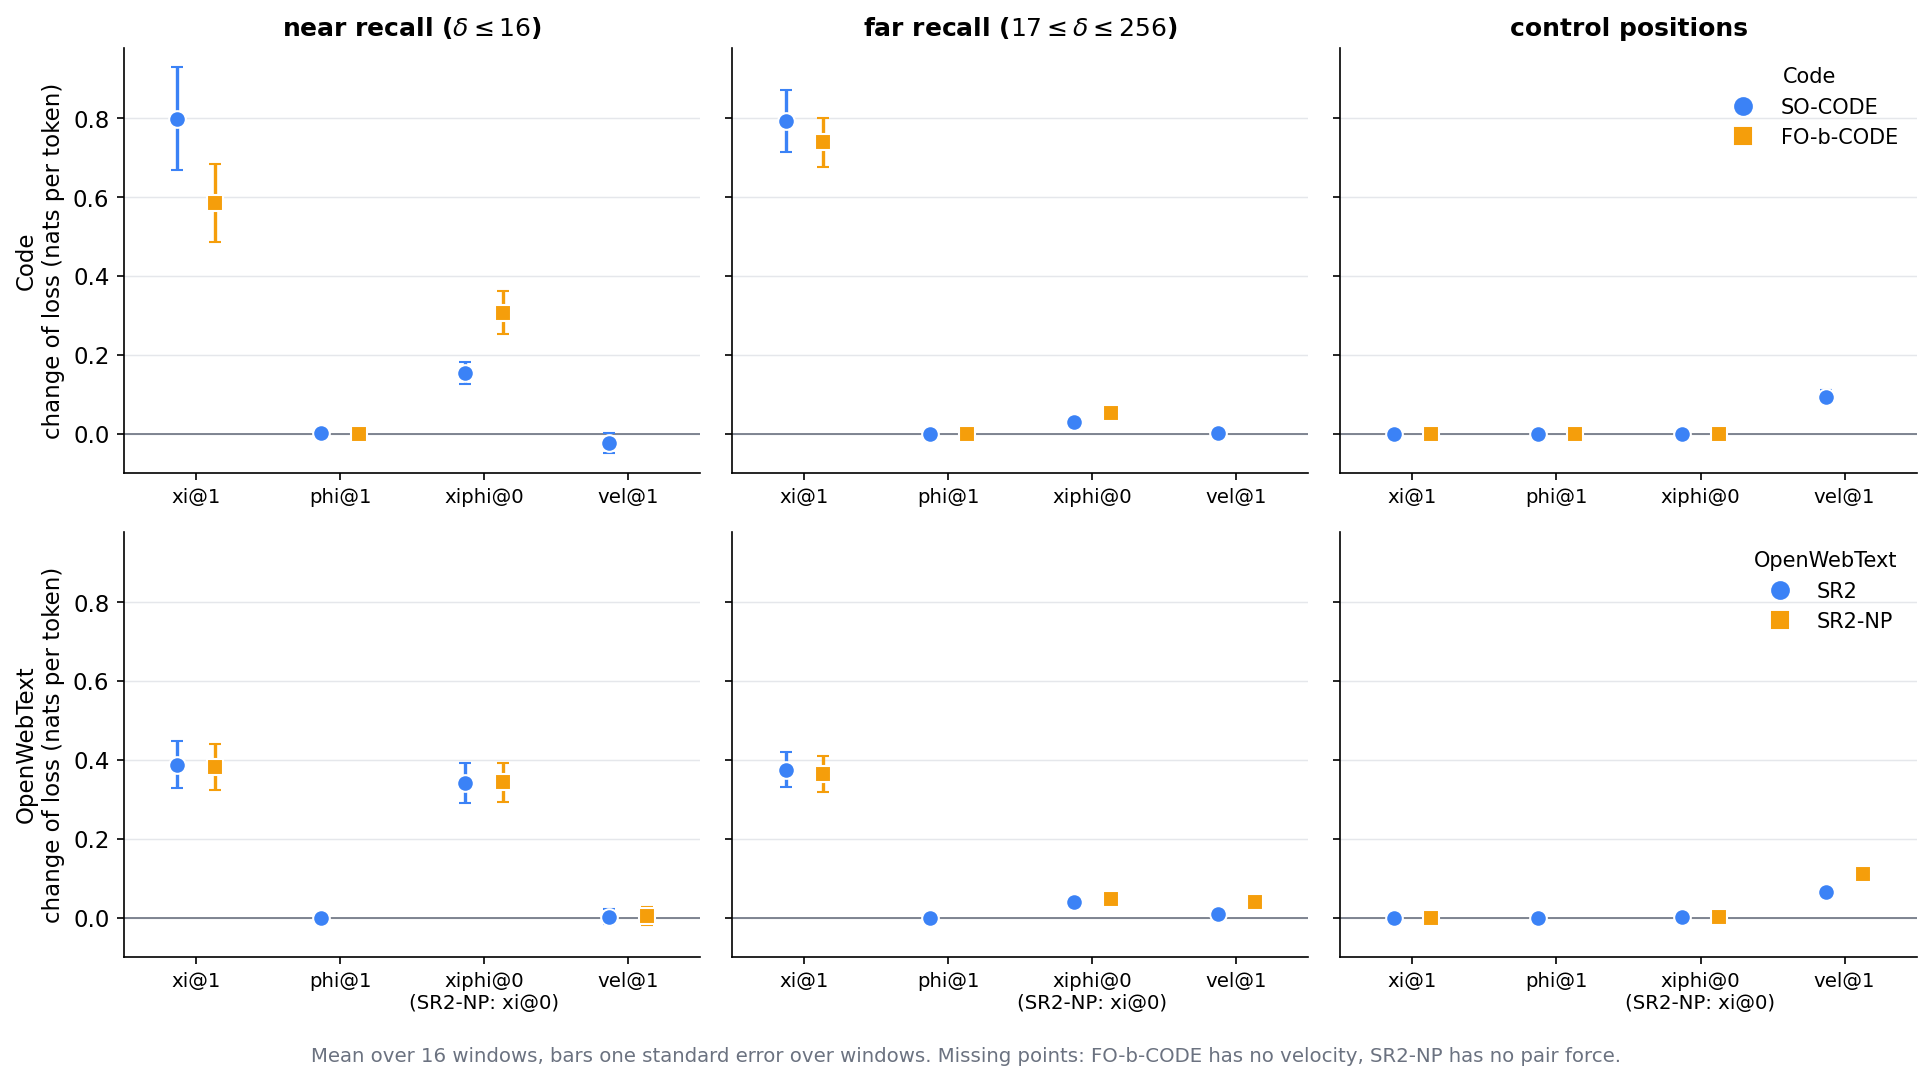 near recall (δ ≤ 16)
far recall (17 ≤ δ ≤ 256)
control positions
Code
change of loss (nats per token)
0.8
0.6
0.4
0.2
0.0
Code
SO-CODE
FO-b-CODE
xi@1
phi@1
xiphi@0
vel@1
xi@1
phi@1
xiphi@0
vel@1
xi@1
phi@1
xiphi@0
vel@1
OpenWebText
change of loss (nats per token)
0.8
0.6
0.4
0.2
0.0
OpenWebText
SR2
SR2-NP
xi@1
phi@1
xiphi@0
(SR2-NP: xi@0)
vel@1
xi@1
phi@1
xiphi@0
(SR2-NP: xi@0)
vel@1
xi@1
phi@1
xiphi@0
(SR2-NP: xi@0)
vel@1
Mean over 16 windows, bars one standard error over windows. Missing points: FO-b-CODE has no velocity, SR2-NP has no pair force.